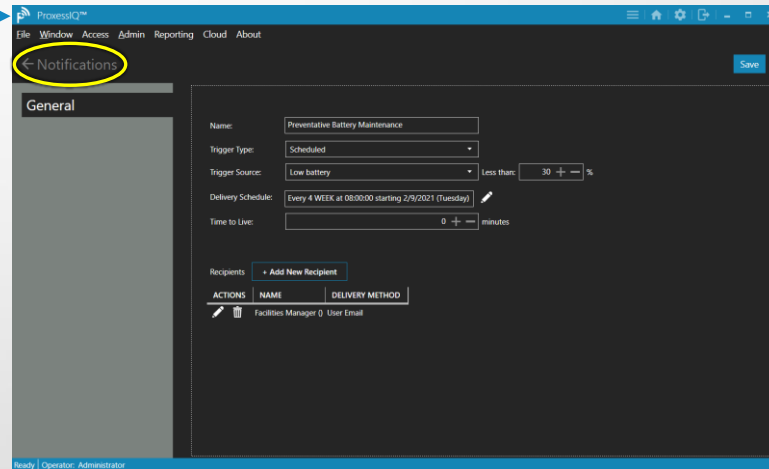 ProxessIQ™
File Window Access Admin Reporting Cloud About
Notifications
Save
General
Name: Preventative Battery Maintenance
Trigger Type: Scheduled
Trigger Source: Low battery Less than: 30 %
Delivery Schedule: Every 4 WEEK at 08:00:00 starting 2/9/2021 (Tuesday)
Time to Live: 0 minutes
Recipients + Add New Recipient
ACTIONS NAME DELIVERY METHOD
Facilities Manager () User Email
Ready Operator: Administrator